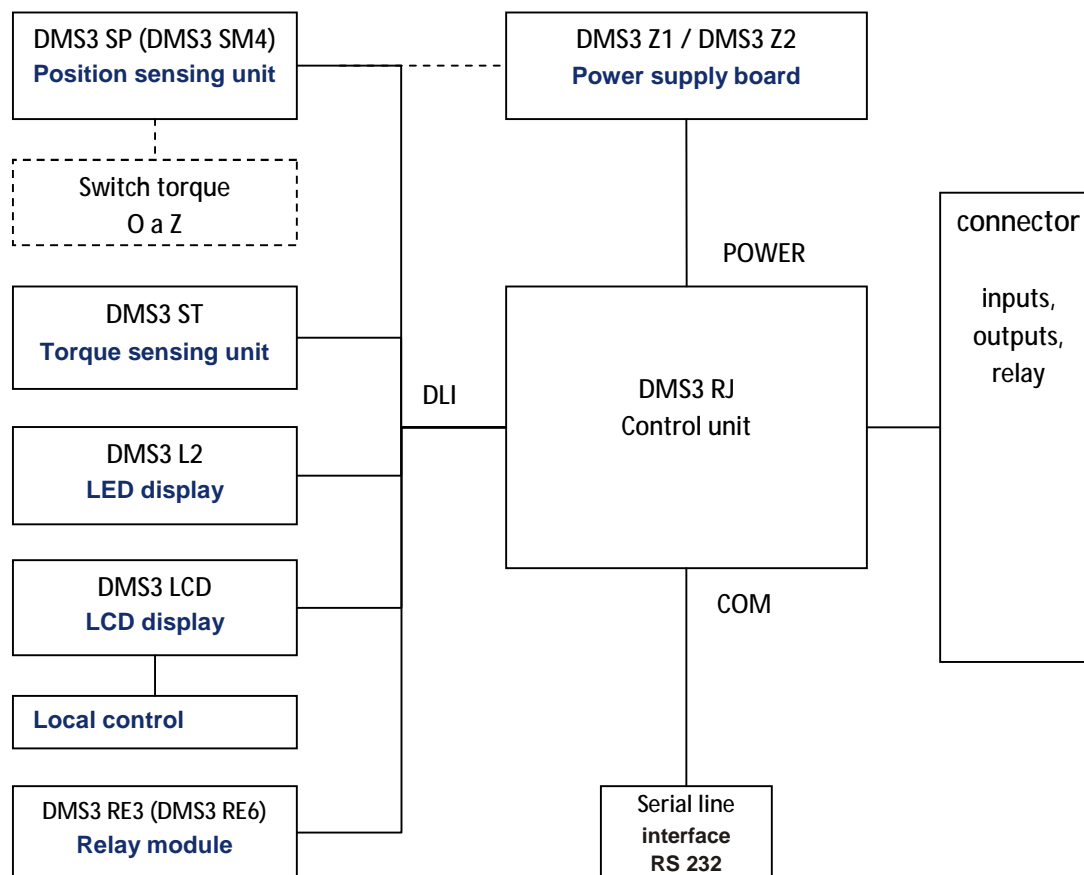 DMS3 SP (DMS3 SM4)
Position sensing unit
DMS3 Z1 / DMS3 Z2
Power supply board
Switch torque
O a Z
connector
inputs,
outputs,
relay
POWER
DMS3 ST
Torque sensing unit
DLI
DMS3 RJ
Control unit
DMS3 L2
LED display
DMS3 LCD
LCD display
COM
Local control
DMS3 RE3 (DMS3 RE6)
Relay module
Serial line
interface
RS 232